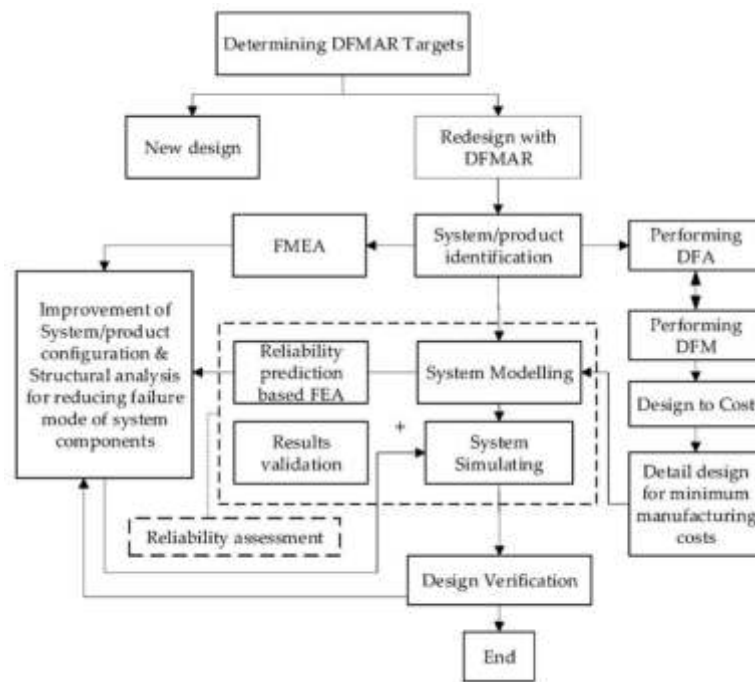 Determining DFMAR Targets
New design
Redesign with
DFMAR
FMEA
System/product
identification
Performing
DFA
Improvement of
System/product
configuration &
Structural analysis
for reducing failure
mode of system
components
Reliability
prediction
based FEA
System Modelling
Performing
DFM
Design to Cost
Results
validation
+
System
Simulating
Detail design
for minimum
manufacturing
costs
Reliability assessment
Design Verification
End